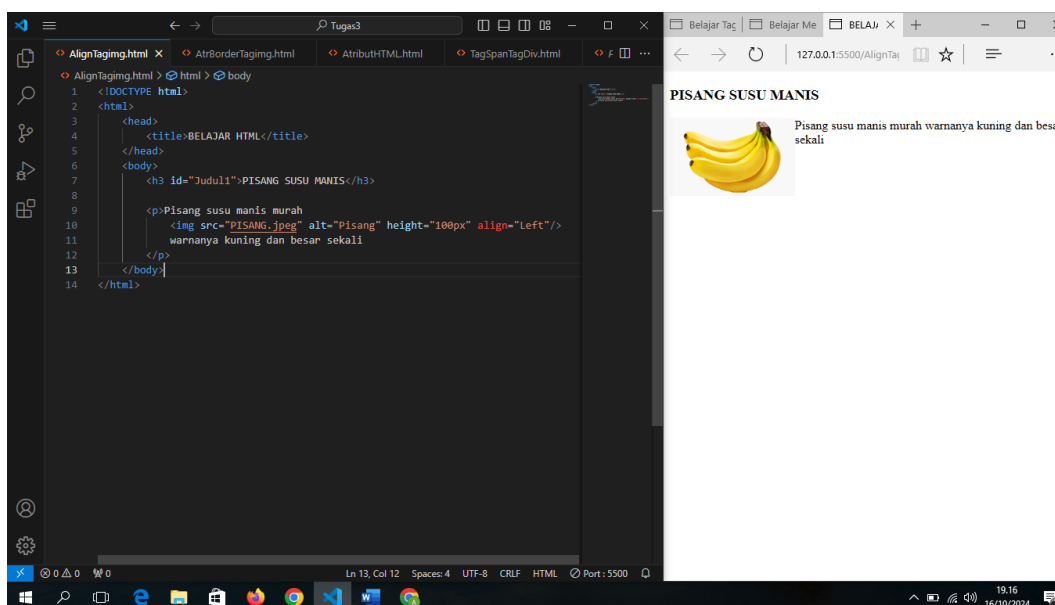 Tugas3
AlignTagimg.html
AtrBorderTagimg.html
AtributHTML.html
TagSpanTagDiv.html
AlignTagimg.html > html > body
1 <!DOCTYPE html>
2 <html>
3 <head>
4 <title>BELAJAR HTML</title>
5 </head>
6 <body>
7 <h3 id="Judul1">PISANG SUSU MANIS</h3>
8
9 <p>Pisang susu manis murah
10 <img src="PISANG.jpeg" alt="Pisang" height="100px" align="Left"/>
11 warnanya kuning dan besar sekali
12 </p>
13 </body>
14 </html>
0 0 0
Ln 13, Col 12 Spaces: 4 UTF-8 CRLF HTML Port : 5500
Belajar Tag
Belajar Me
BELAJ
127.0.0.1:5500/AlignTag
PISANG SUSU MANIS
Pisang susu manis murah warnanya kuning dan besa
sekali
19.16
16/10/2024